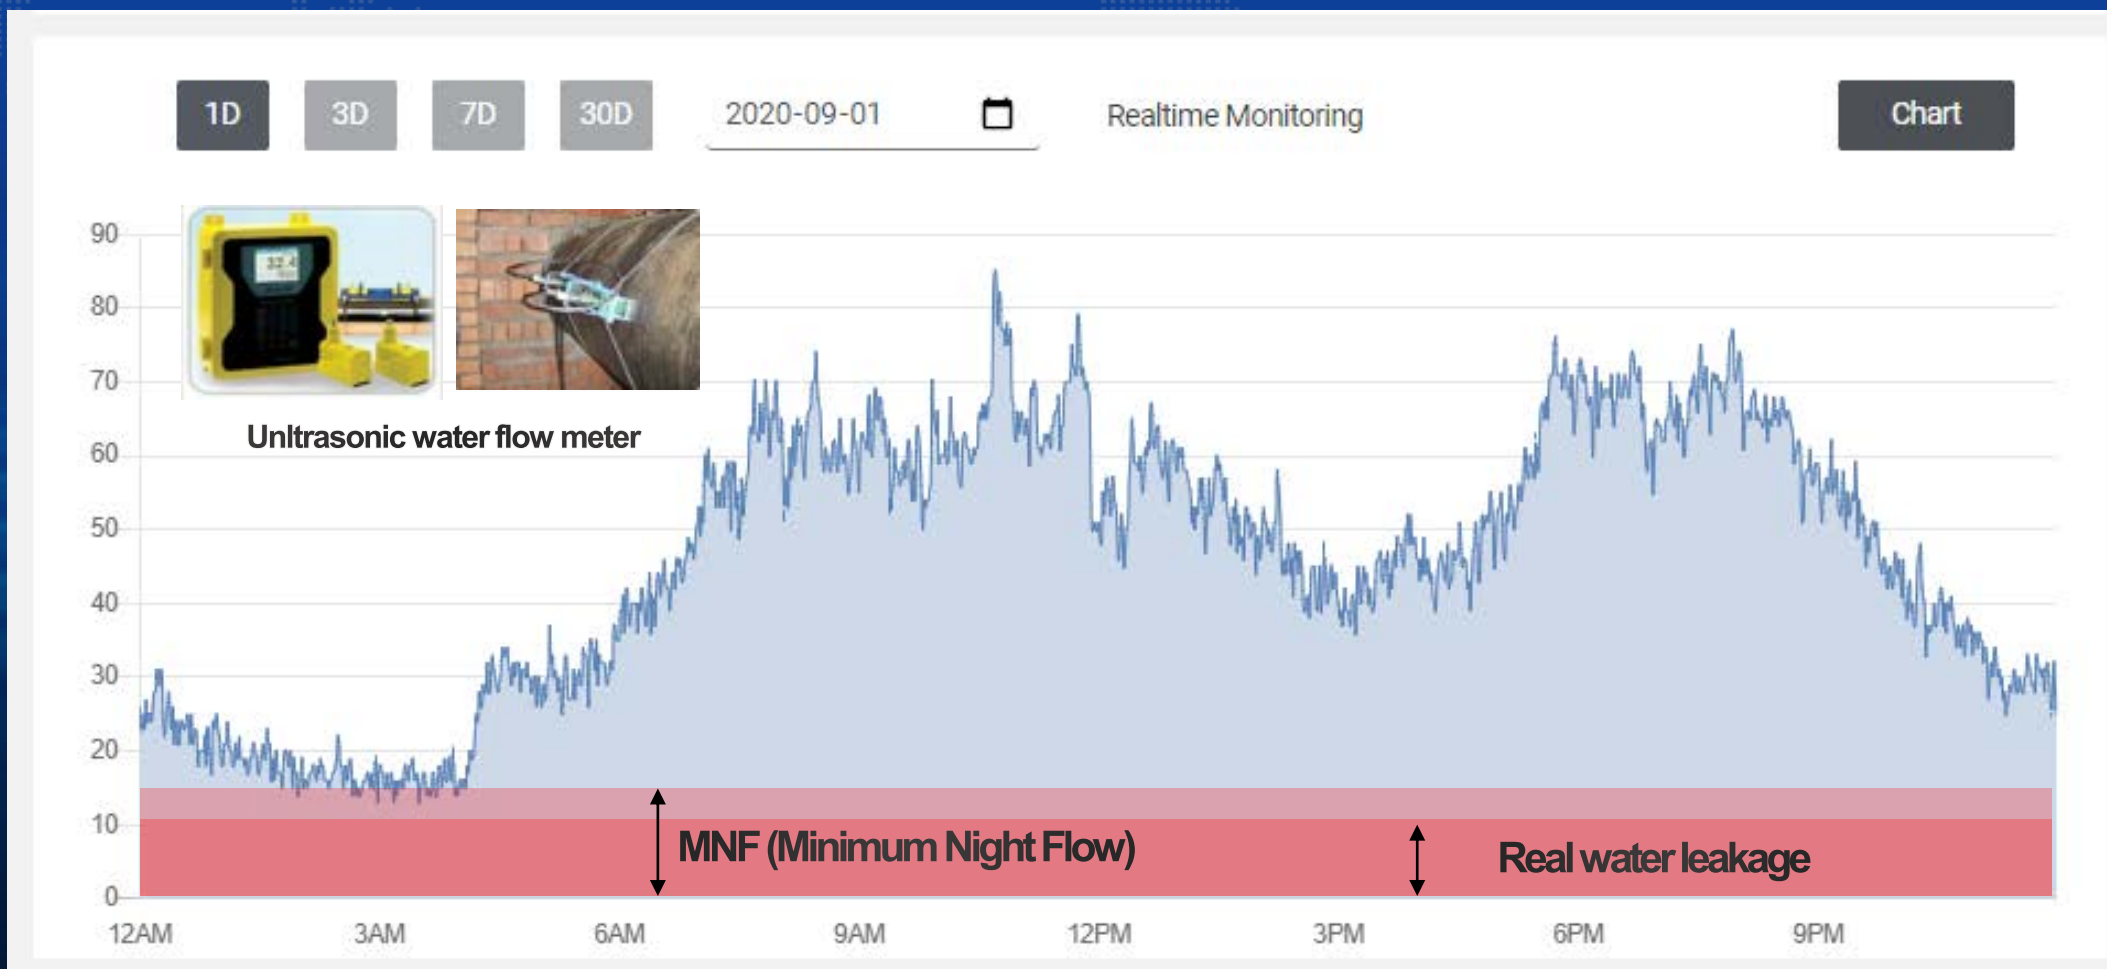 1D 3D 7D 30D 2020-09-01 Realtime Monitoring Chart
90
80
70
60
50
40
30
20
10
0
32.4
Unltrasonic water flow meter
MNF (Minimum Night Flow)
Real water leakage
12AM 3AM 6AM 9AM 12PM 3PM 6PM 9PM